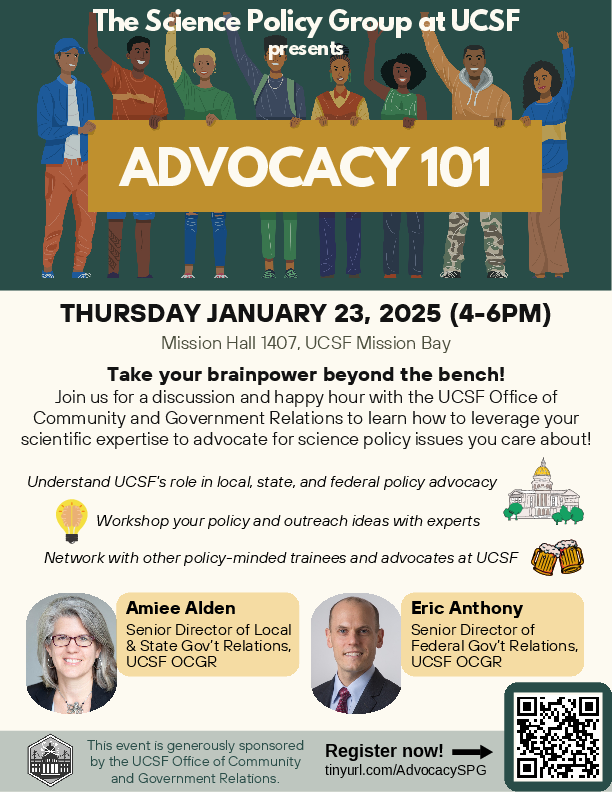 The Science Policy Group at UCSF
presents
ADVOCACY 101
THURSDAY JANUARY 23, 2025 (4-6PM)
Mission Hall 1407, UCSF Mission Bay
Take your brainpower beyond the bench!
Join us for a discussion and happy hour with the UCSF Office of
Community and Government Relations to learn how to leverage your
scientific expertise to advocate for science policy issues you care about!
Understand UCSF's role in local, state, and federal policy advocacy
Workshop your policy and outreach ideas with experts
Network with other policy-minded trainees and advocates at UCSF
Amiee Alden
Senior Director of Local
& State Gov't Relations,
UCSF OCGR
Eric Anthony
Senior Director of
Federal Gov't Relations,
UCSF OCGR
This event is generously sponsored
by the UCSF Office of Community
and Government Relations.
Register now!
tinyurl.com/AdvocacySPG